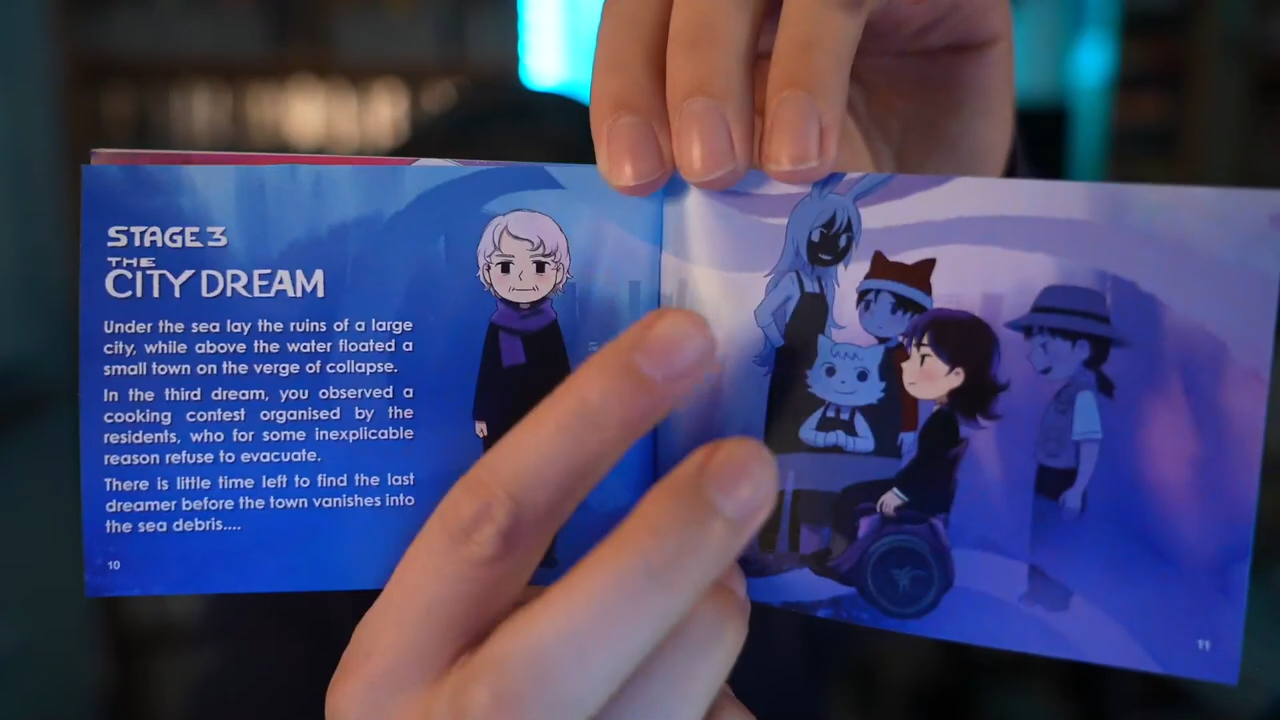 STAGE 3
THE
CITY DREAM
Under the sea lay the ruins of a large
city, while above the water floated a
small town on the verge of collapse.
In the third dream, you observed a
cooking contest organised by the
residents, who for some inexplicable
reason refuse to evacuate.
There is little time left to find the last
dreamer before the town vanishes into
the sea debris....
10
11